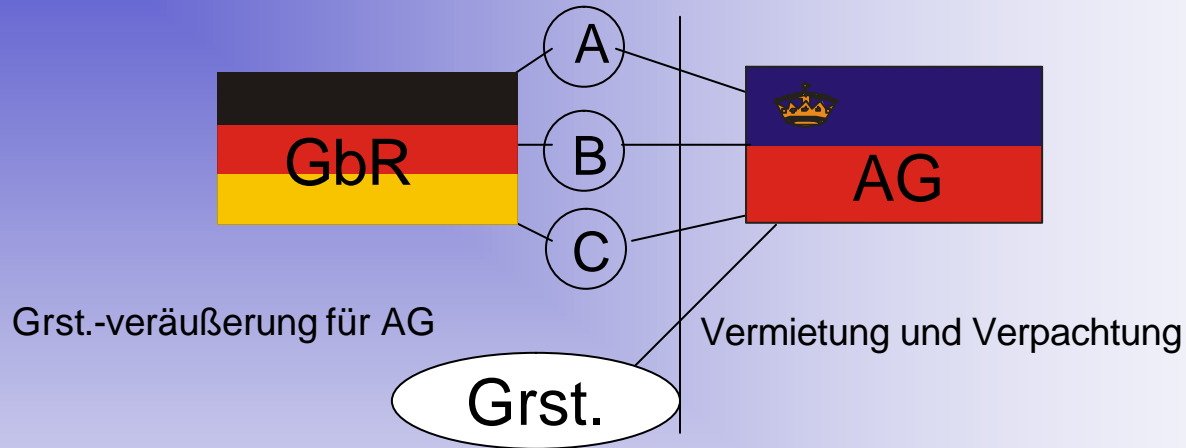 A
GbR
B
AG
C
Grst.-veräußerung für AG
Vermietung und Verpachtung
Grst.